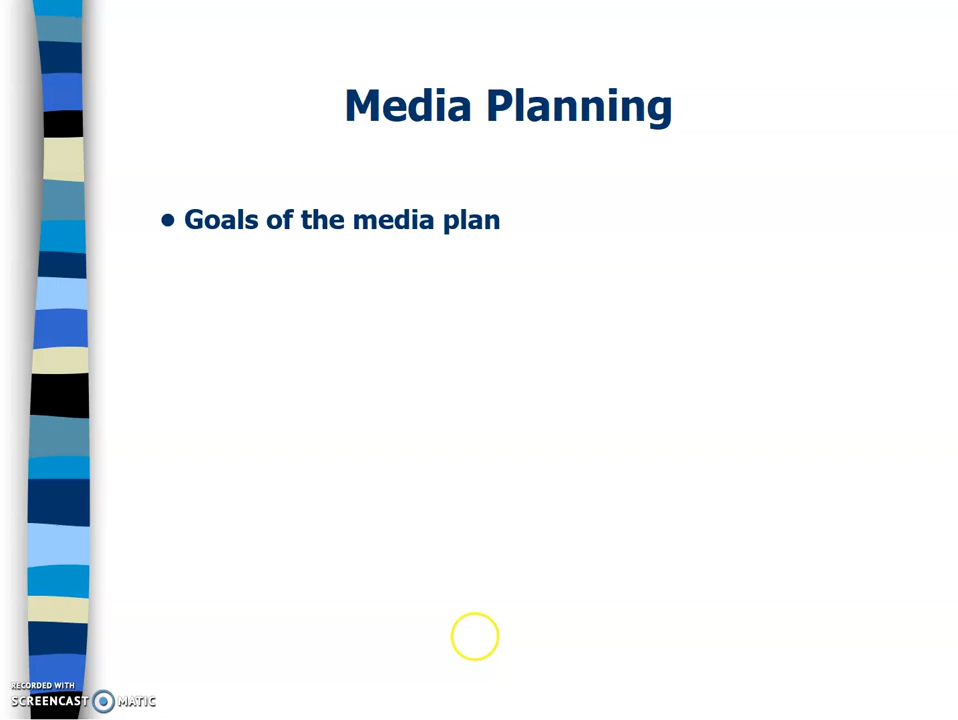 Media Planning
• Goals of the media plan
RECORDED WITH
SCREENCAST MATIC